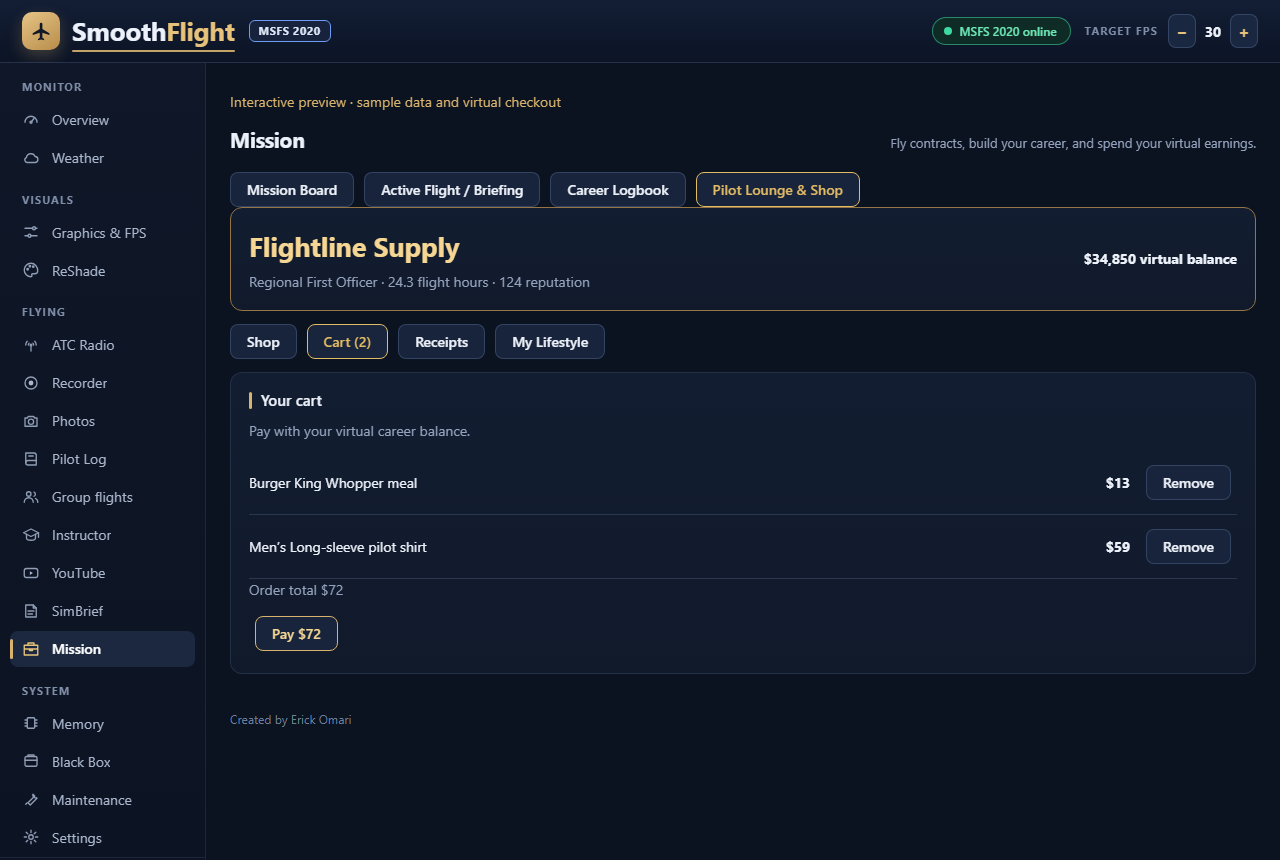 SmoothFlight
MSFS 2020
MSFS 2020 online
TARGET FPS
− 30 +
MONITOR
Overview
Weather
VISUALS
Graphics & FPS
ReShade
FLYING
ATC Radio
Recorder
Photos
Pilot Log
Group flights
Instructor
YouTube
SimBrief
Mission
SYSTEM
Memory
Black Box
Maintenance
Settings
Interactive preview · sample data and virtual checkout
Mission
Fly contracts, build your career, and spend your virtual earnings.
Mission Board
Active Flight / Briefing
Career Logbook
Pilot Lounge & Shop
Flightline Supply
Regional First Officer · 24.3 flight hours · 124 reputation
$34,850 virtual balance
Shop
Cart (2)
Receipts
My Lifestyle
Your cart
Pay with your virtual career balance.
Burger King Whopper meal $13 Remove
Men’s Long-sleeve pilot shirt $59 Remove
Order total $72
Pay $72
Created by Erick Omari